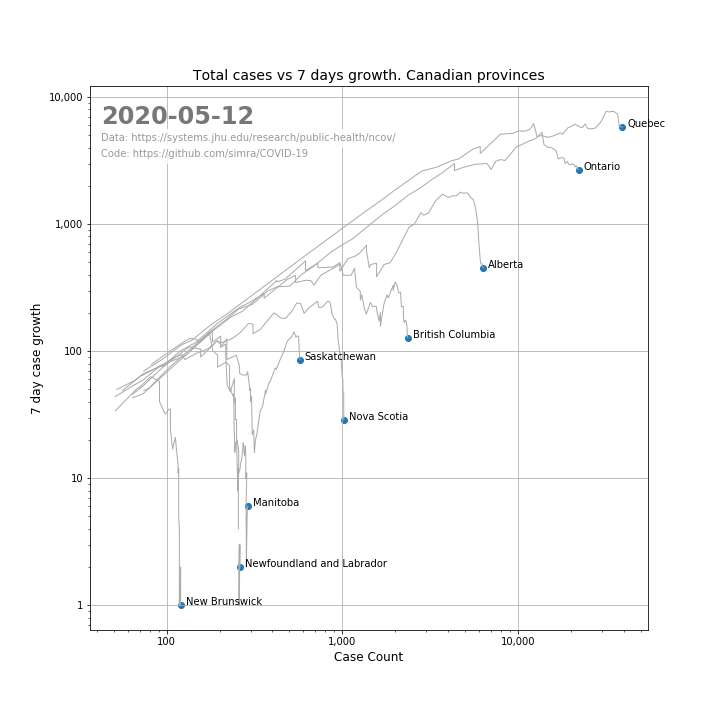 Total cases vs 7 days growth. Canadian provinces
10,000
2020-05-12
Data: https://systems.jhu.edu/research/public-health/ncov/
Code: https://github.com/simra/COVID-19
Quebec
Ontario
1,000
Alberta
British Columbia
100
Saskatchewan
7 day case growth
Nova Scotia
10
Manitoba
Newfoundland and Labrador
1
New Brunswick
100
1,000
10,000
Case Count